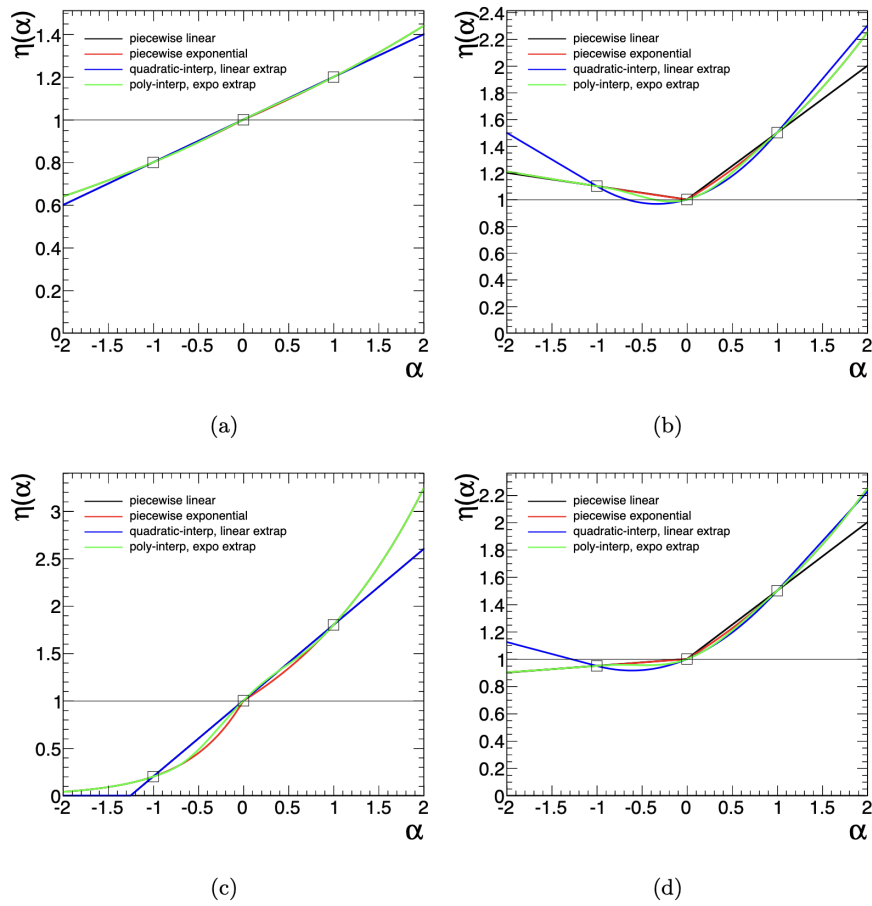 η(α)
1.4
1.2
1
0.8
0.6
0.4
0.2
0
piecewise linear
piecewise exponential
quadratic-interp, linear extrap
poly-interp, expo extrap
-2 -1.5 -1 -0.5 0 0.5 1 1.5 2
α
(a)
η(α)
2.4
2.2
2
1.8
1.6
1.4
1.2
1
0.8
0.6
0.4
0.2
0
piecewise linear
piecewise exponential
quadratic-interp, linear extrap
poly-interp, expo extrap
-2 -1.5 -1 -0.5 0 0.5 1 1.5 2
α
(b)
η(α)
3
2.5
2
1.5
1
0.5
0
piecewise linear
piecewise exponential
quadratic-interp, linear extrap
poly-interp, expo extrap
-2 -1.5 -1 -0.5 0 0.5 1 1.5 2
α
(c)
η(α)
2.2
2
1.8
1.6
1.4
1.2
1
0.8
0.6
0.4
0.2
0
piecewise linear
piecewise exponential
quadratic-interp, linear extrap
poly-interp, expo extrap
-2 -1.5 -1 -0.5 0 0.5 1 1.5 2
α
(d)